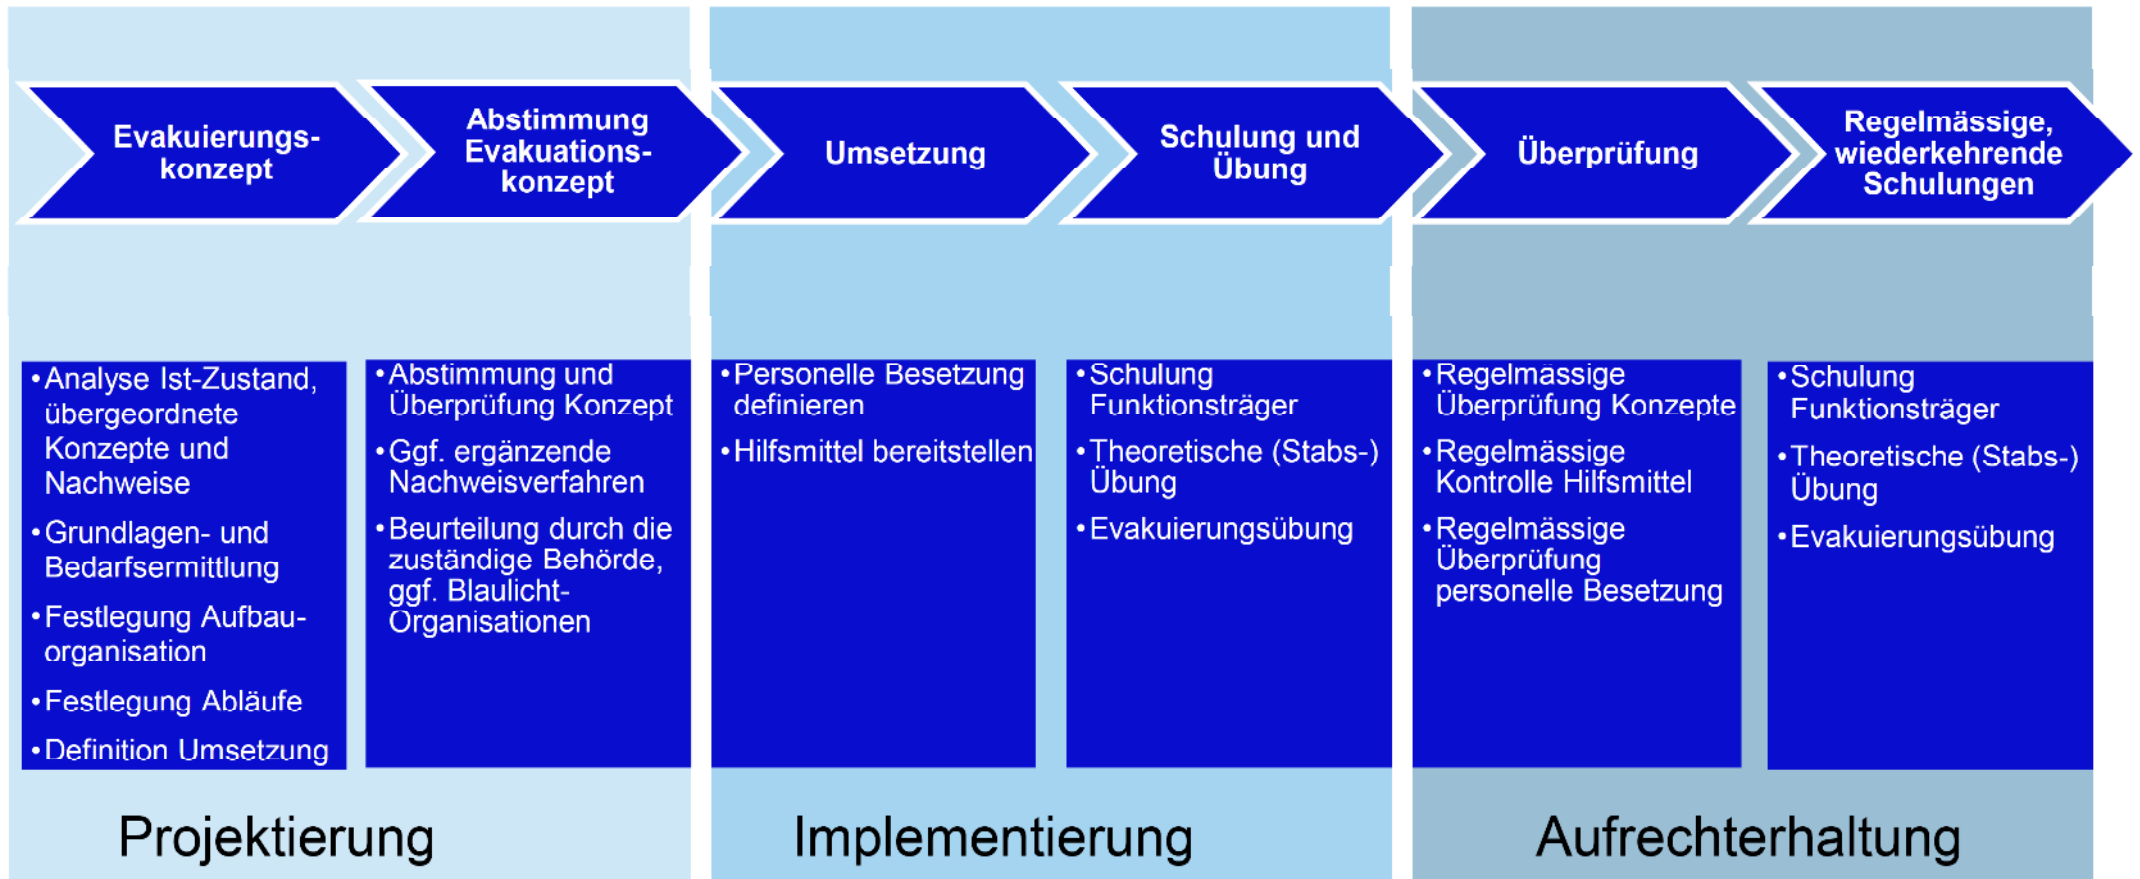 Evakuierungs-
konzept
Abstimmung
Evakuations-
konzept
Umsetzung
Schulung und
Übung
Überprüfung
Regelmässige,
wiederkehrende
Schulungen
•Analyse Ist-Zustand,
übergeordnete
Konzepte und
Nachweise
•Grundlagen- und
Bedarfsermittlung
•Festlegung Aufbau-
organisation
•Festlegung Abläufe
•Definition Umsetzung
•Abstimmung und
Überprüfung Konzept
•Ggf. ergänzende
Nachweisverfahren
•Beurteilung durch die
zuständige Behörde,
ggf. Blaulicht-
Organisationen
•Personelle Besetzung
definieren
•Hilfsmittel bereitstellen
•Schulung
Funktionsträger
•Theoretische (Stabs-)
Übung
•Evakuierungsübung
•Regelmässige
Überprüfung Konzepte
•Regelmässige
Kontrolle Hilfsmittel
•Regelmässige
Überprüfung
personelle Besetzung
•Schulung
Funktionsträger
•Theoretische (Stabs-)
Übung
•Evakuierungsübung
Projektierung
Implementierung
Aufrechterhaltung